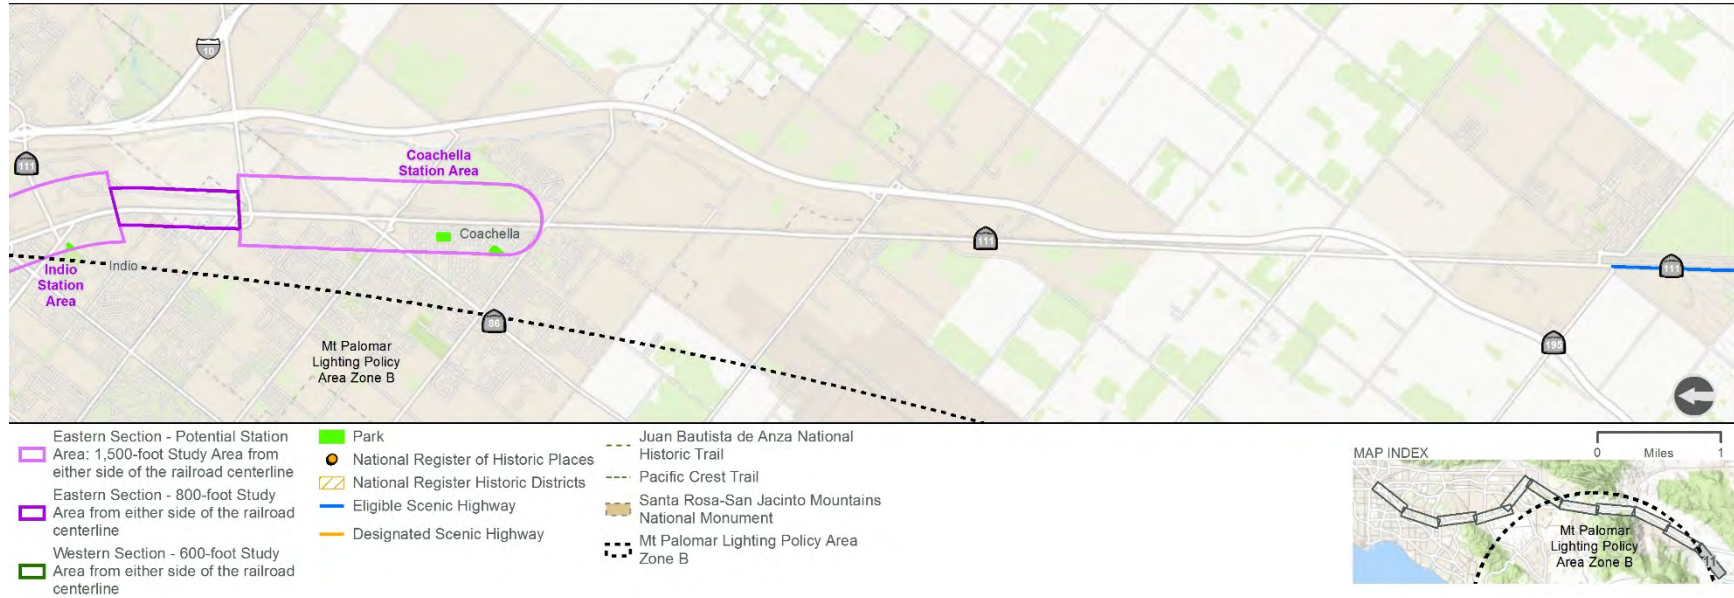 10
111
Coachella
Station Area
Coachella
111
111
Indio
Indio
Station
Area
86
195
Mt Palomar
Lighting Policy
Area Zone B
Eastern Section - Potential Station
Area: 1,500-foot Study Area from
either side of the railroad centerline
Eastern Section - 800-foot Study
Area from either side of the railroad
centerline
Western Section - 600-foot Study
Area from either side of the railroad
centerline
Park
National Register of Historic Places
National Register Historic Districts
Eligible Scenic Highway
Designated Scenic Highway
Juan Bautista de Anza National
Historic Trail
Pacific Crest Trail
Santa Rosa-San Jacinto Mountains
National Monument
Mt Palomar Lighting Policy Area
Zone B
0 Miles 1
MAP INDEX
Mt Palomar
Lighting Policy
Area Zone B
11